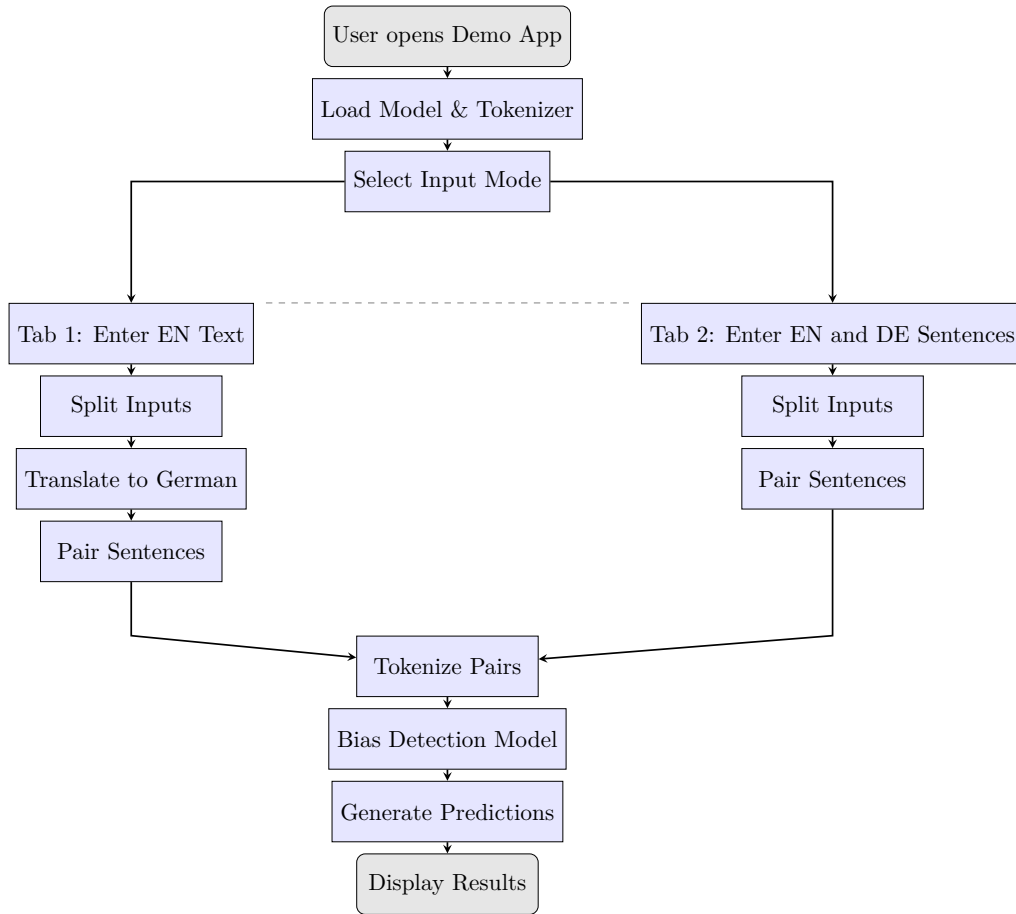 User opens Demo App
Load Model & Tokenizer
Select Input Mode
Tab 1: Enter EN Text
Split Inputs
Translate to German
Pair Sentences
Tab 2: Enter EN and DE Sentences
Split Inputs
Pair Sentences
Tokenize Pairs
Bias Detection Model
Generate Predictions
Display Results